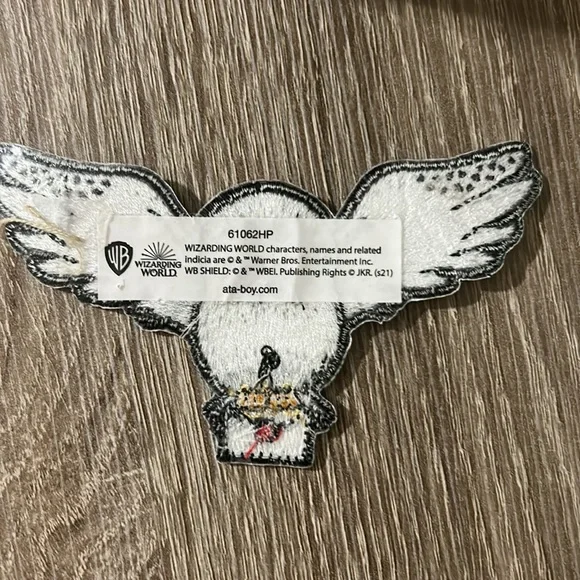 61062HP
WB
WIZARDING
WORLD
WIZARDING WORLD characters, names and related
indicia are © & ™ Warner Bros. Entertainment Inc.
WB SHIELD: © & ™ WBEI. Publishing Rights © JKR. (s21)
ata-boy.com